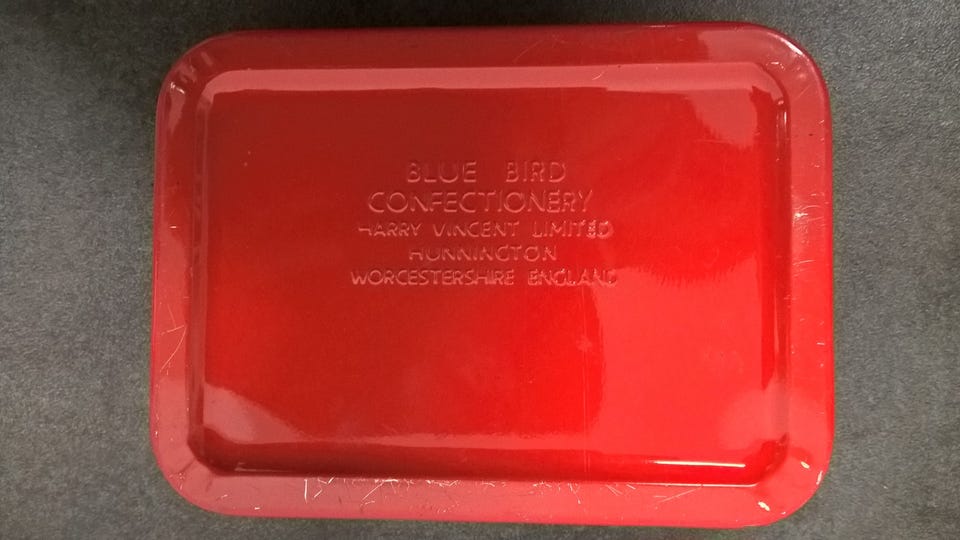 BLUE BIRD
CONFECTIONERY
HARRY VINCENT LIMITED
HUNNINGTON
WORCESTERSHIRE ENGLAND